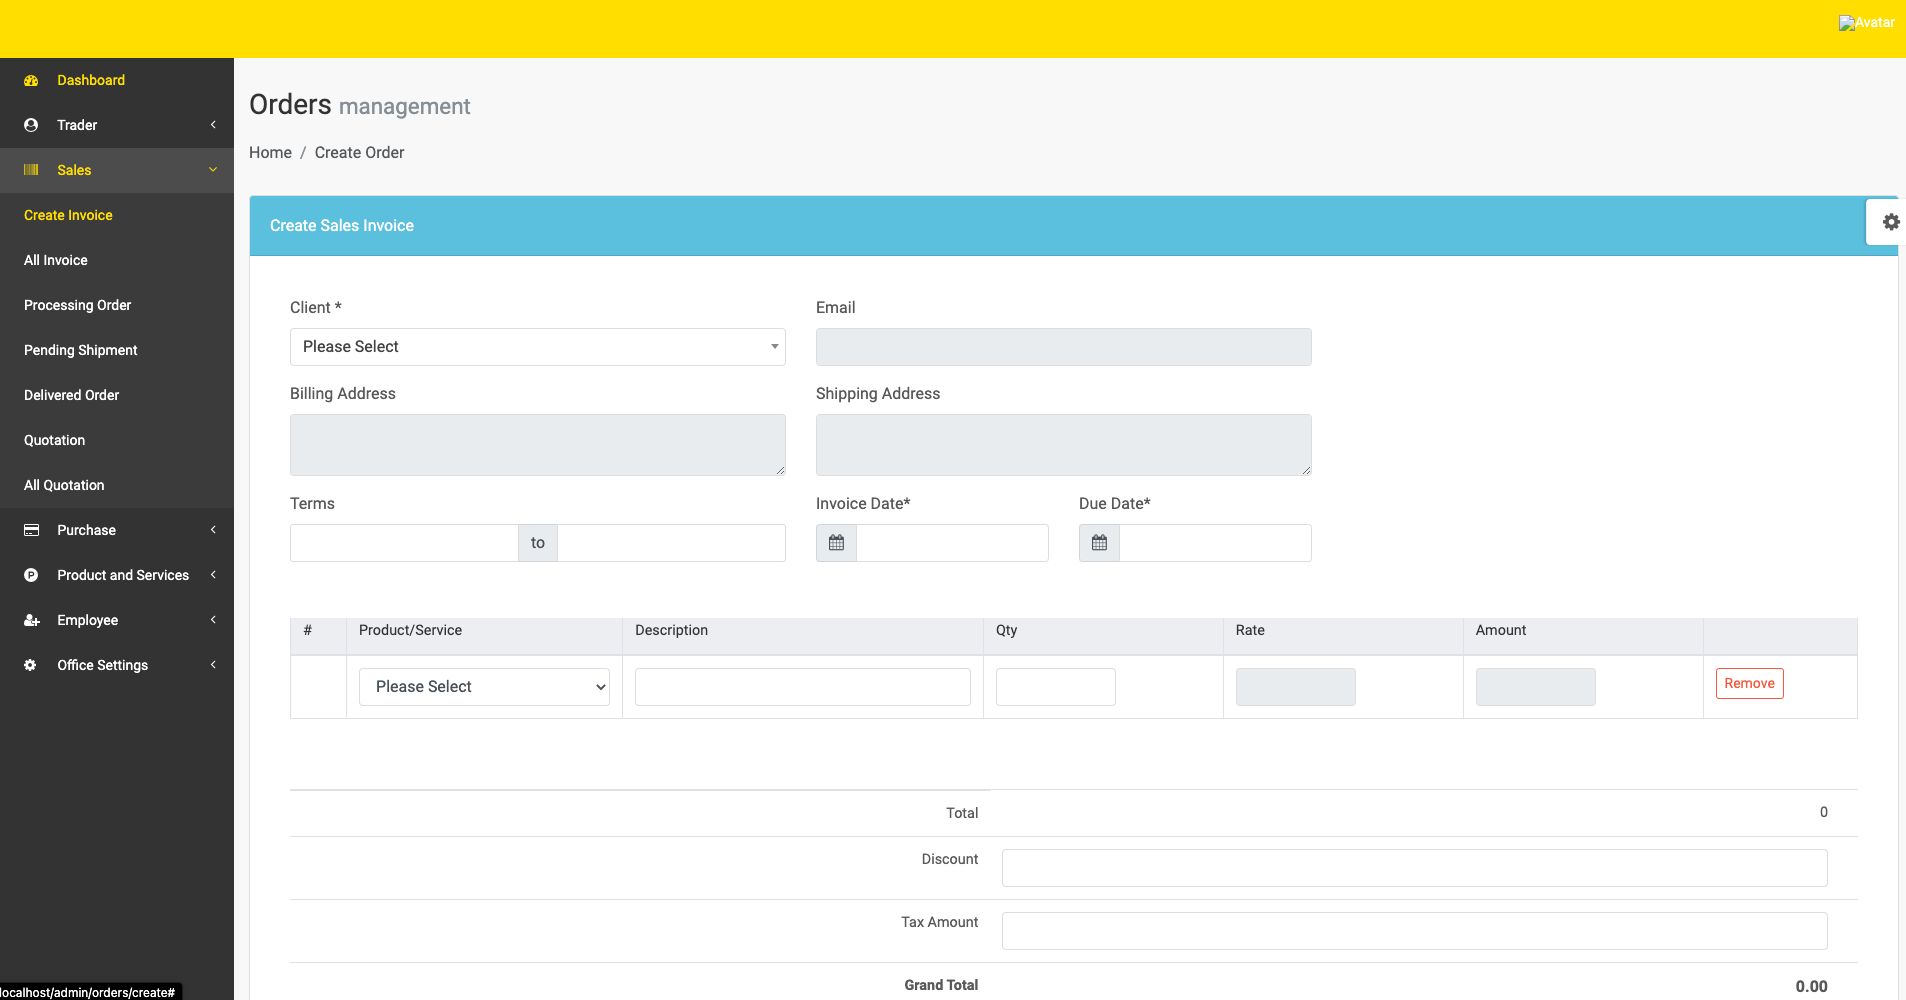 Avatar
Dashboard
Trader
Sales
Create Invoice
All Invoice
Processing Order
Pending Shipment
Delivered Order
Quotation
All Quotation
Purchase
Product and Services
Employee
Office Settings
localhost/admin/orders/create#
Orders management
Home / Create Order
Create Sales Invoice
Client * Email
Please Select
Billing Address Shipping Address
Terms Invoice Date* Due Date*
to
# Product/Service Description Qty Rate Amount
Please Select Remove
Total 0
Discount
Tax Amount
Grand Total 0.00